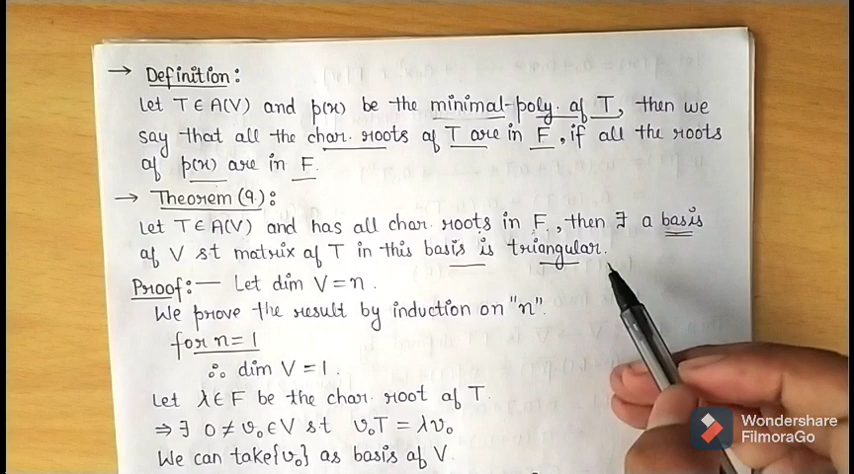 → Definition:
Let T ∈ A(V) and p(x) be the minimal-poly. of T, then we
say that all the char. roots of T are in F, if all the roots
of p(x) are in F.
→ Theorem (9.):
Let T∈A(V) and has all char. roots in F, then ∃ a basis
of V st matrix of T in this basis is triangular.
Proof:— Let dim V=n.
We prove the result by induction on "n".
for n=1
∴ dim V=1.
Let λ∈F be the char. root of T.
⇒ ∃ 0≠v₀∈V st v₀T=λv₀
We can take{v₀} as basis of V.
Wondershare
FilmoraGo